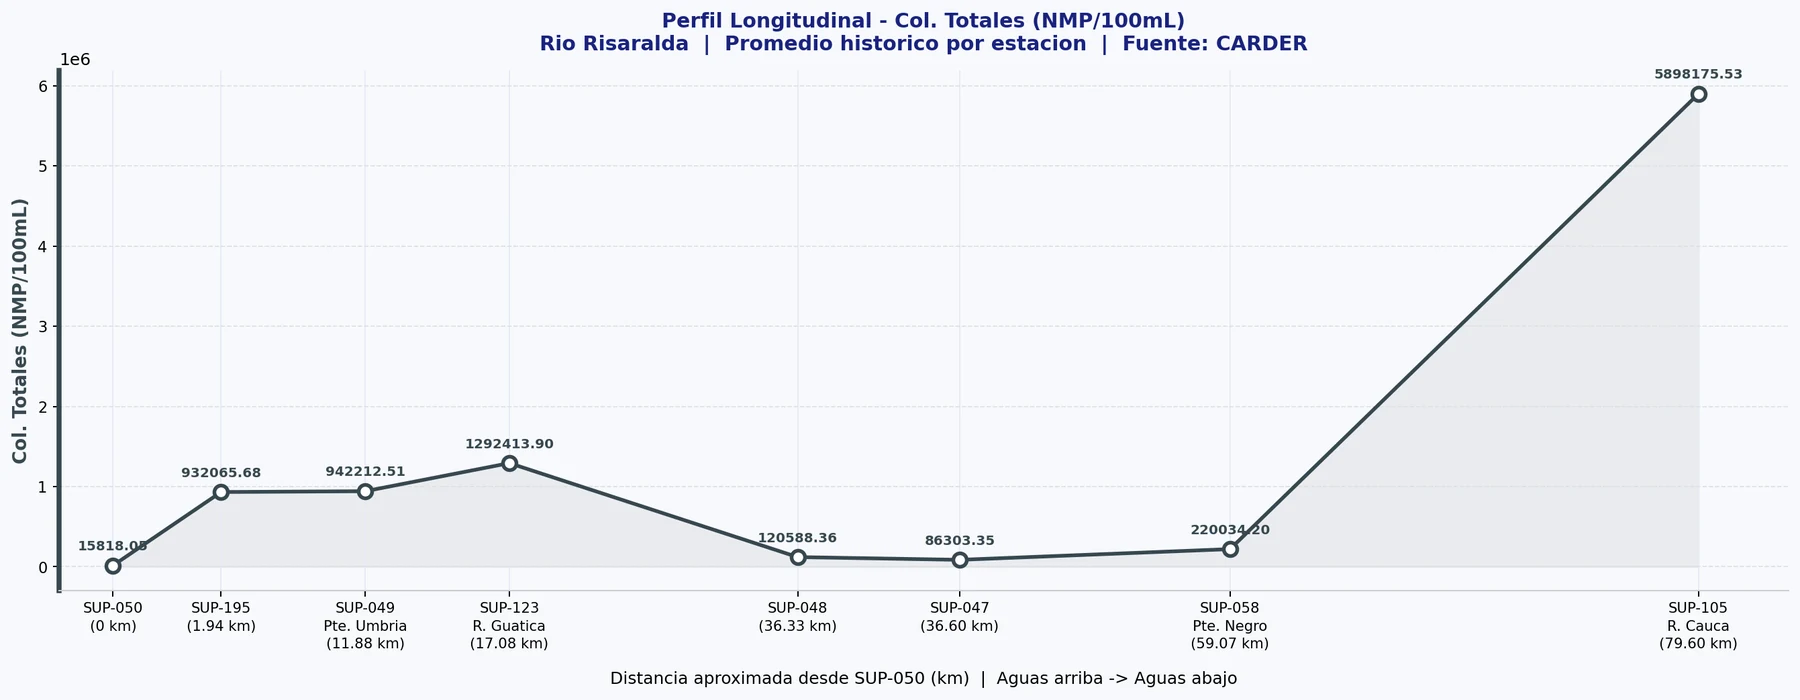 Perfil Longitudinal - Col. Totales (NMP/100mL)
Rio Risaralda | Promedio historico por estacion | Fuente: CARDER
1e6
Col. Totales (NMP/100mL)
6
5
4
3
2
1
0
15818.05
932065.68
942212.51
1292413.90
120588.36
86303.35
220034.20
5898175.53
SUP-050
(0 km)
SUP-195
(1.94 km)
SUP-049
Pte. Umbria
(11.88 km)
SUP-123
R. Guatica
(17.08 km)
SUP-048
(36.33 km)
SUP-047
(36.60 km)
SUP-058
Pte. Negro
(59.07 km)
SUP-105
R. Cauca
(79.60 km)
Distancia aproximada desde SUP-050 (km) | Aguas arriba -> Aguas abajo